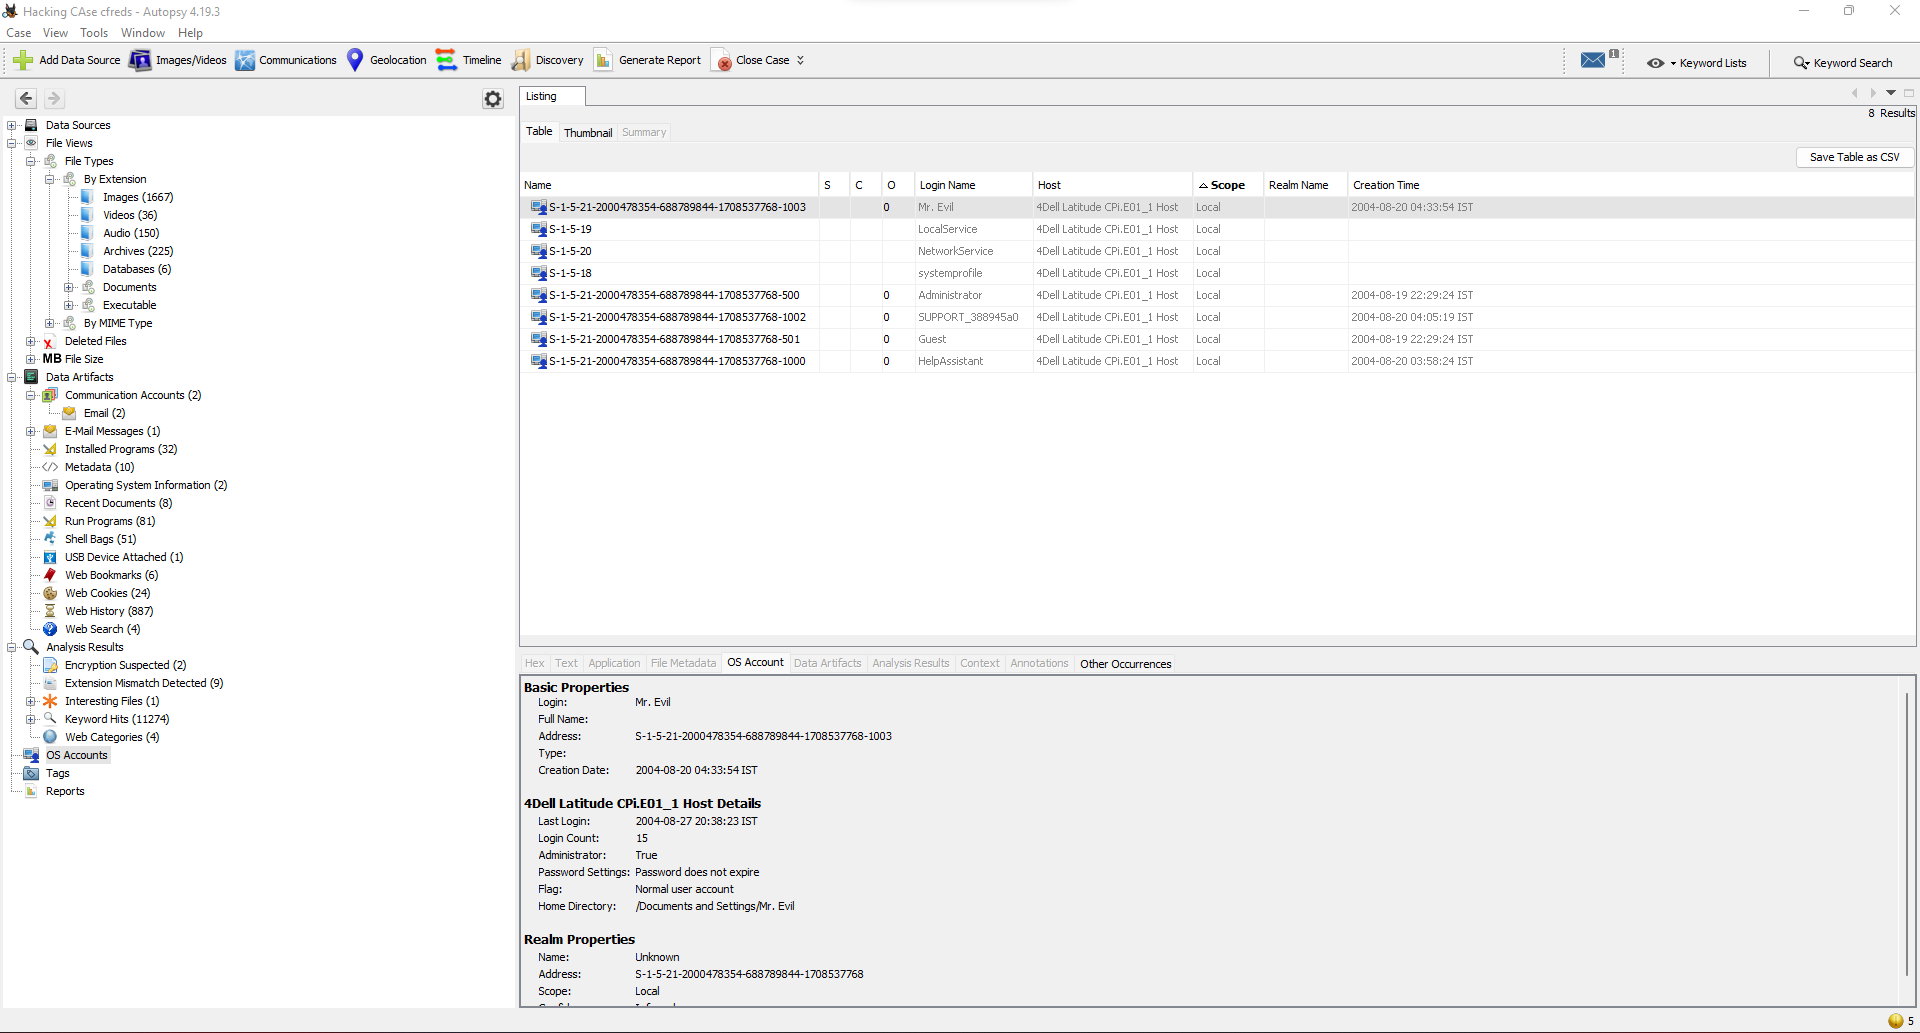 Hacking CAse cfreds - Autopsy 4.19.3
Case View Tools Window Help
Add Data Source Images/Videos Communications Geolocation Timeline Discovery Generate Report Close Case 1 Keyword Lists Keyword Search
Data Sources
File Views
File Types
By Extension
Images (1667)
Videos (36)
Audio (150)
Archives (225)
Databases (6)
Documents
Executable
By MIME Type
Deleted Files
MB File Size
Data Artifacts
Communication Accounts (2)
Email (2)
E-Mail Messages (1)
Installed Programs (32)
Metadata (10)
Operating System Information (2)
Recent Documents (8)
Run Programs (81)
Shell Bags (51)
USB Device Attached (1)
Web Bookmarks (6)
Web Cookies (24)
Web History (887)
Web Search (4)
Analysis Results
Encryption Suspected (2)
Extension Mismatch Detected (9)
Interesting Files (1)
Keyword Hits (11274)
Web Categories (4)
OS Accounts
Tags
Reports
Listing
8 Results
Table Thumbnail Summary
Save Table as CSV
Name S C O Login Name Host Scope Realm Name Creation Time
S-1-5-21-2000478354-688789844-1708537768-1003 0 Mr. Evil 4Dell Latitude CPi.E01_1 Host Local 2004-08-20 04:33:54 IST
S-1-5-19 LocalService 4Dell Latitude CPi.E01_1 Host Local
S-1-5-20 NetworkService 4Dell Latitude CPi.E01_1 Host Local
S-1-5-18 systemprofile 4Dell Latitude CPi.E01_1 Host Local
S-1-5-21-2000478354-688789844-1708537768-500 0 Administrator 4Dell Latitude CPi.E01_1 Host Local 2004-08-19 22:29:24 IST
S-1-5-21-2000478354-688789844-1708537768-1002 0 SUPPORT_388945a0 4Dell Latitude CPi.E01_1 Host Local 2004-08-20 04:05:19 IST
S-1-5-21-2000478354-688789844-1708537768-501 0 Guest 4Dell Latitude CPi.E01_1 Host Local 2004-08-19 22:29:24 IST
S-1-5-21-2000478354-688789844-1708537768-1000 0 HelpAssistant 4Dell Latitude CPi.E01_1 Host Local 2004-08-20 03:58:24 IST
Hex Text Application File Metadata OS Account Data Artifacts Analysis Results Context Annotations Other Occurrences
Basic Properties
Login: Mr. Evil
Full Name:
Address: S-1-5-21-2000478354-688789844-1708537768-1003
Type:
Creation Date: 2004-08-20 04:33:54 IST
4Dell Latitude CPi.E01_1 Host Details
Last Login: 2004-08-27 20:38:23 IST
Login Count: 15
Administrator: True
Password Settings: Password does not expire
Flag: Normal user account
Home Directory: /Documents and Settings/Mr. Evil
Realm Properties
Name: Unknown
Address: S-1-5-21-2000478354-688789844-1708537768
Scope: Local
5